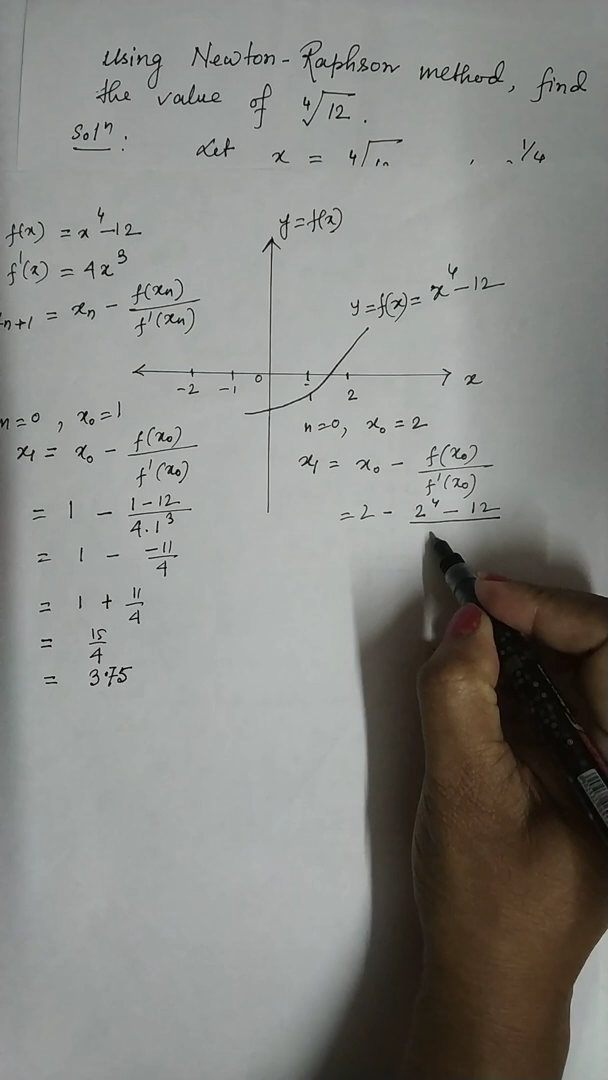 Using Newton-Raphson method, find
the value of ⁴√12.
Solⁿ: Let x = ⁴√ 1/4
f(x) = x⁴-12
f'(x) = 4x³
n+1 = xₙ - f(xₙ)/f'(xₙ)
y=f(x)
y=f(x)= x⁴-12
-2 -1 0 1 2 x
n=0, x₀=1
x₁ = x₀ - f(x₀)/f'(x₀)
= 1 - (1-12)/(4.1³)
= 1 - (-11)/4
= 1 + 11/4
= 15/4
= 3.75
n=0, x₀=2
x₁ = x₀ - f(x₀)/f'(x₀)
= 2 - 2⁴-12